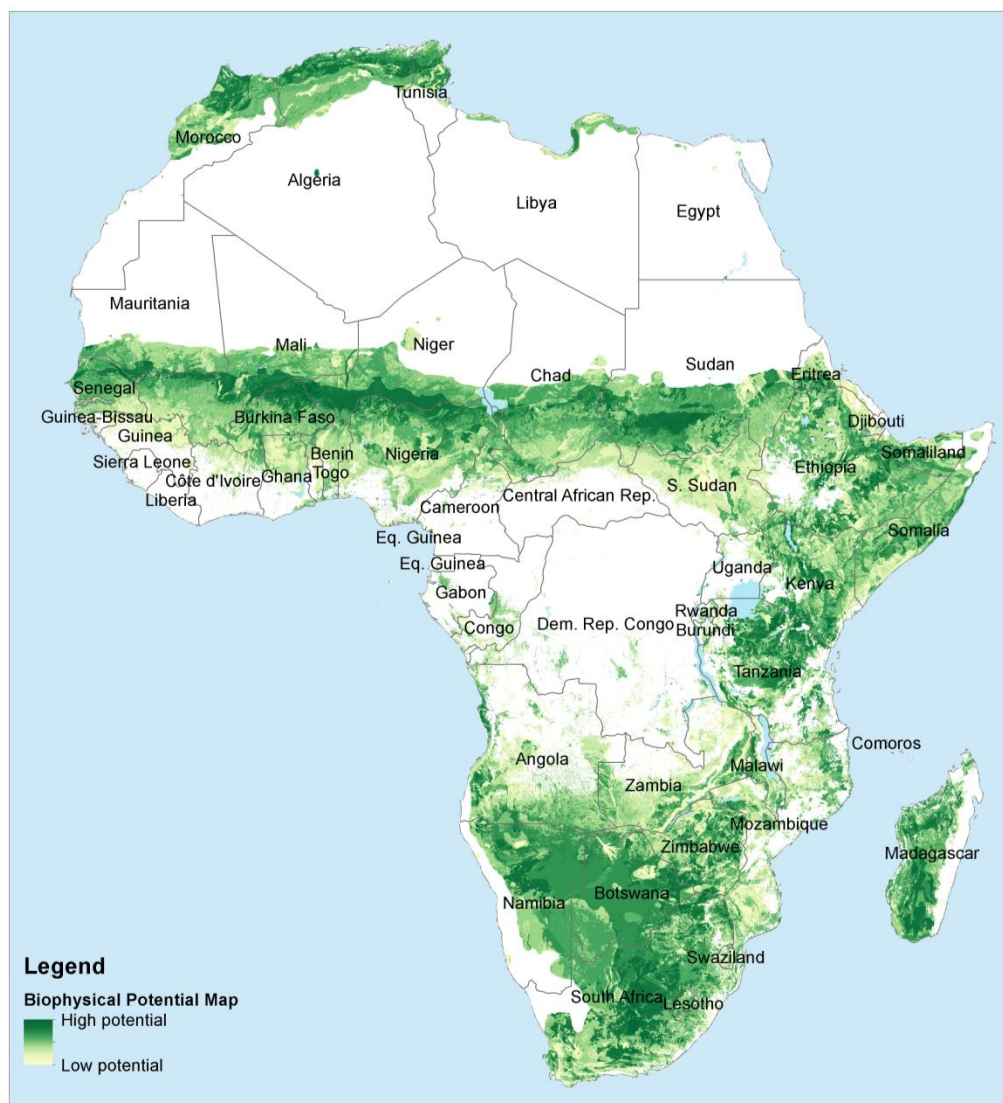 Tunisia
Morocco
Algeria
Libya
Egypt
Mauritania
Mali
Niger
Chad
Sudan
Eritrea
Senegal
Guinea-Bissau
Burkina Faso
Djibouti
Guinea
Benin
Nigeria
Somaliland
Sierra Leone
Togo
Ethiopia
Côte d'Ivoire
Ghana
S. Sudan
Liberia
Central African Rep.
Cameroon
Somalia
Eq. Guinea
Eq. Guinea
Uganda
Kenya
Gabon
Rwanda
Congo
Dem. Rep. Congo
Burundi
Tanzania
Comoros
Angola
Malawi
Zambia
Mozambique
Zimbabwe
Madagascar
Botswana
Namibia
Swaziland
South Africa
Lesotho
Legend
Biophysical Potential Map
High potential
Low potential